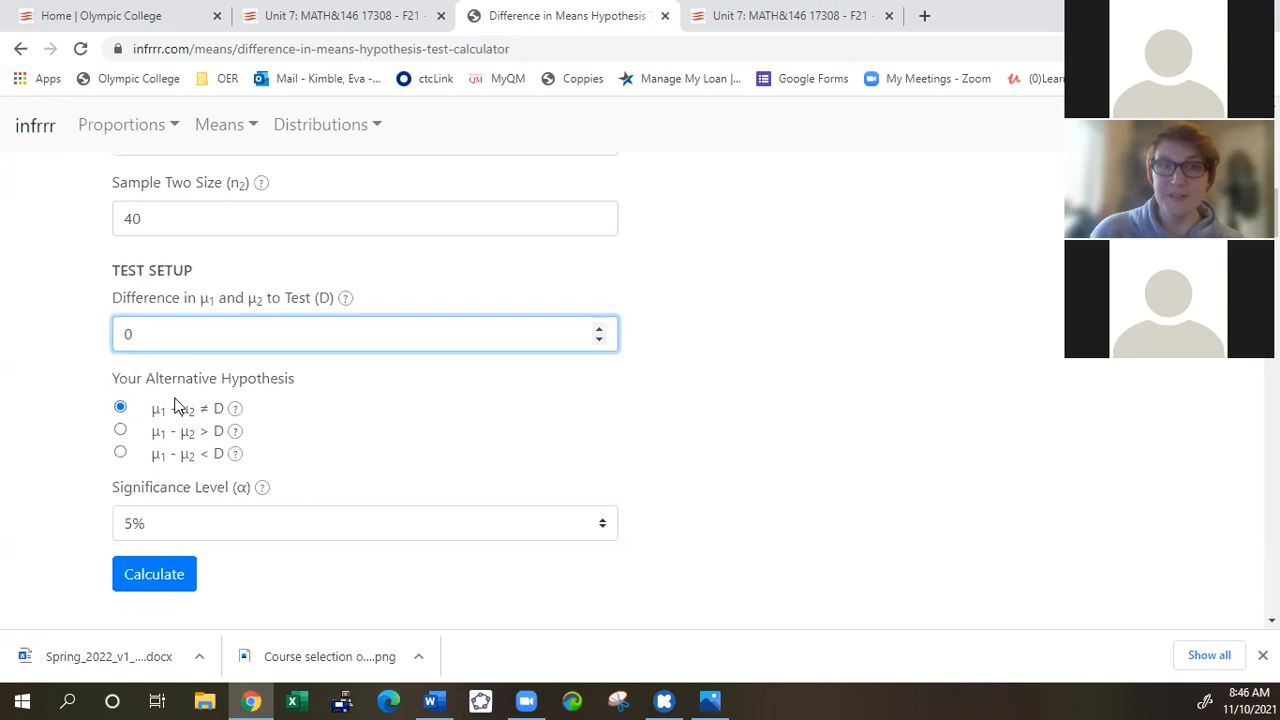 Home | Olympic College
Unit 7: MATH&146 17308 - F21 -
Difference in Means Hypothesis T
Unit 7: MATH&146 17308 - F21 -
infrrr.com/means/difference-in-means-hypothesis-test-calculator
Apps Olympic College OER Mail - Kimble, Eva -... ctcLink QM MyQM Coppies Manage My Loan |... Google Forms My Meetings - Zoom (0)Learn
infrrr Proportions Means Distributions
Sample Two Size (n₂) ?
40
TEST SETUP
Difference in μ₁ and μ₂ to Test (D) ?
0
Your Alternative Hypothesis
μ₁ - μ₂ ≠ D ?
μ₁ - μ₂ > D ?
μ₁ - μ₂ < D ?
Significance Level (α) ?
5%
Calculate
Spring_2022_v1_....docx Course selection o....png Show all
8:46 AM
11/10/2021